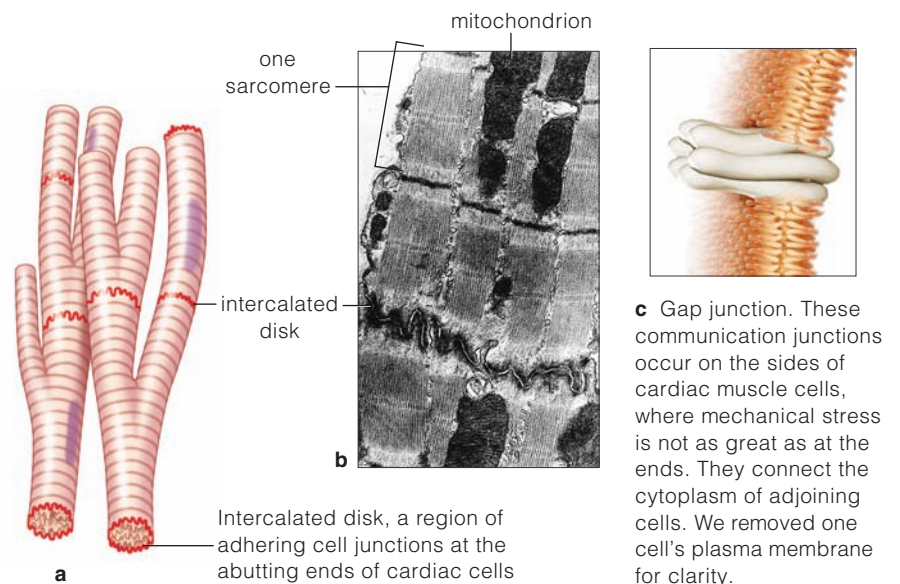 mitochondrion
one
sarcomere
intercalated
disk
b
Intercalated disk, a region of
adhering cell junctions at the
abutting ends of cardiac cells
a
c Gap junction. These
communication junctions
occur on the sides of
cardiac muscle cells,
where mechanical stress
is not as great as at the
ends. They connect the
cytoplasm of adjoining
cells. We removed one
cell's plasma membrane
for clarity.